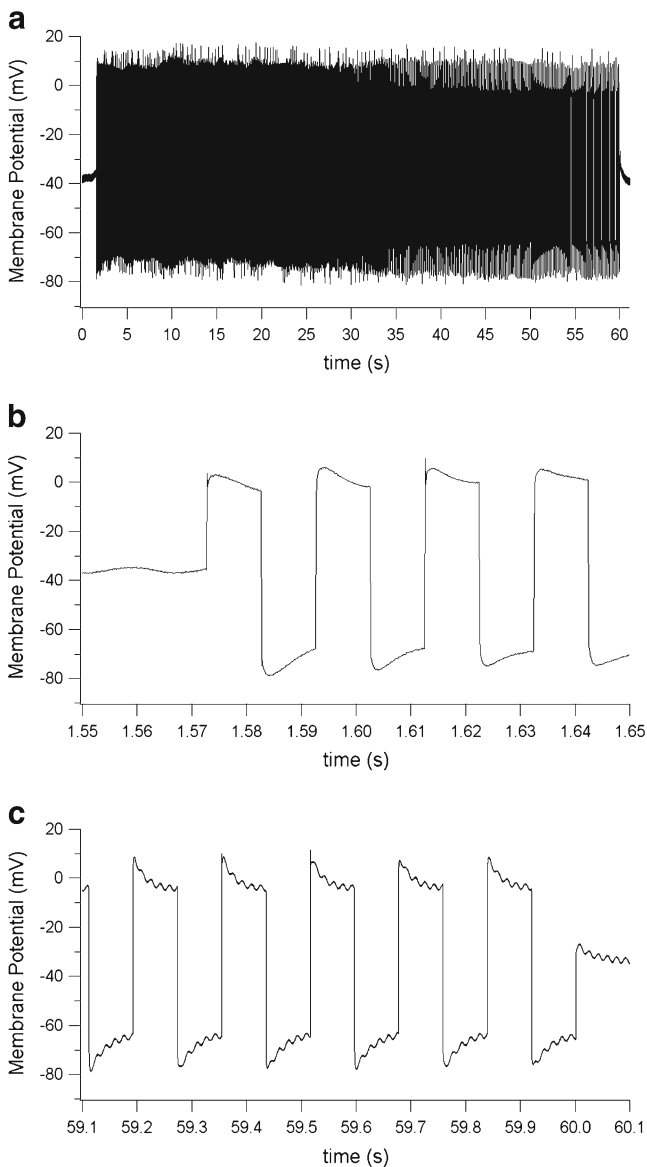 a
Membrane Potential (mV)
20
0
-20
-40
-60
-80
0 5 10 15 20 25 30 35 40 45 50 55 60
time (s)
b
Membrane Potential (mV)
20
0
-20
-40
-60
-80
1.55 1.56 1.57 1.58 1.59 1.60 1.61 1.62 1.63 1.64 1.65
time (s)
c
Membrane Potential (mV)
20
0
-20
-40
-60
-80
59.1 59.2 59.3 59.4 59.5 59.6 59.7 59.8 59.9 60.0 60.1
time (s)